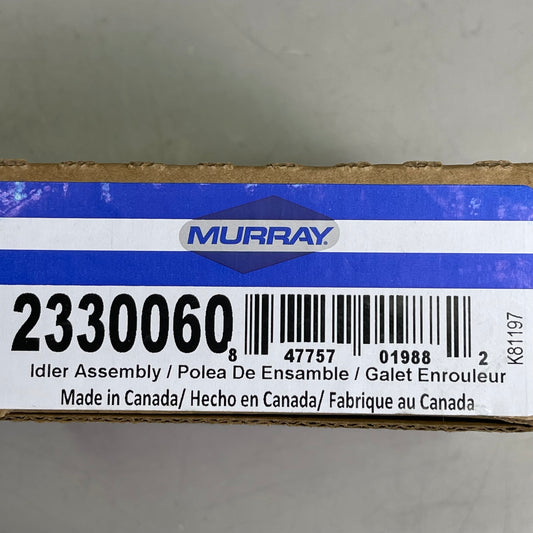 MURRAY.
2330060
8 47757 01988 2
K81197
Idler Assembly / Polea De Ensamble / Galet Enrouleur
Made in Canada/ Hecho en Canada/ Fabrique au Canada